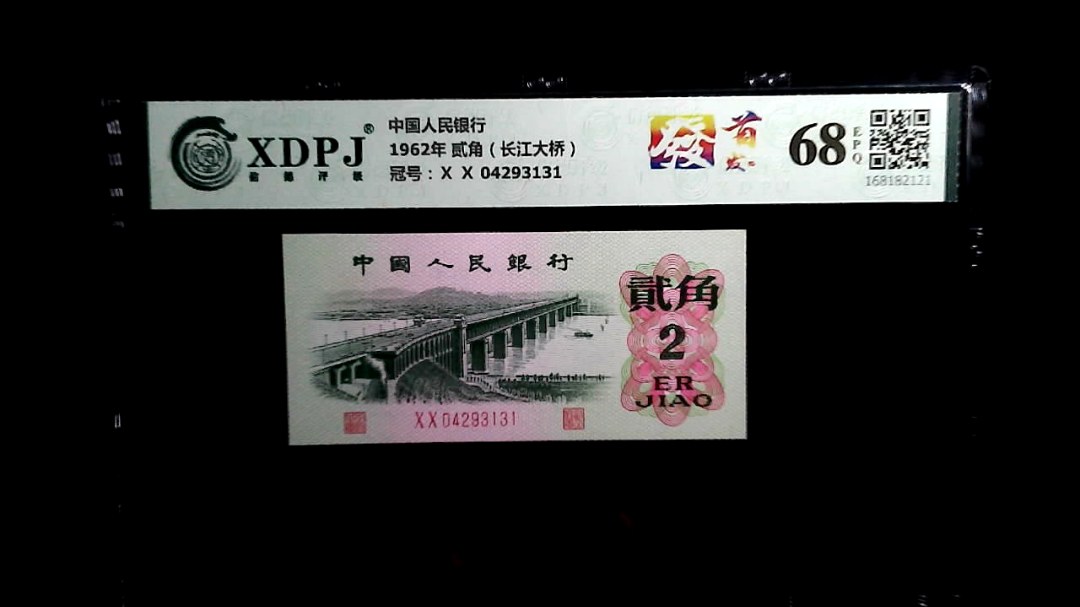 XDPJ®
中国人民银行
1962年 贰角（长江大桥）
冠号：X X 04293131
發
首发
68
EPQ
168182121
中國人民銀行
貳角
2
ER
JIAO
XX04293131